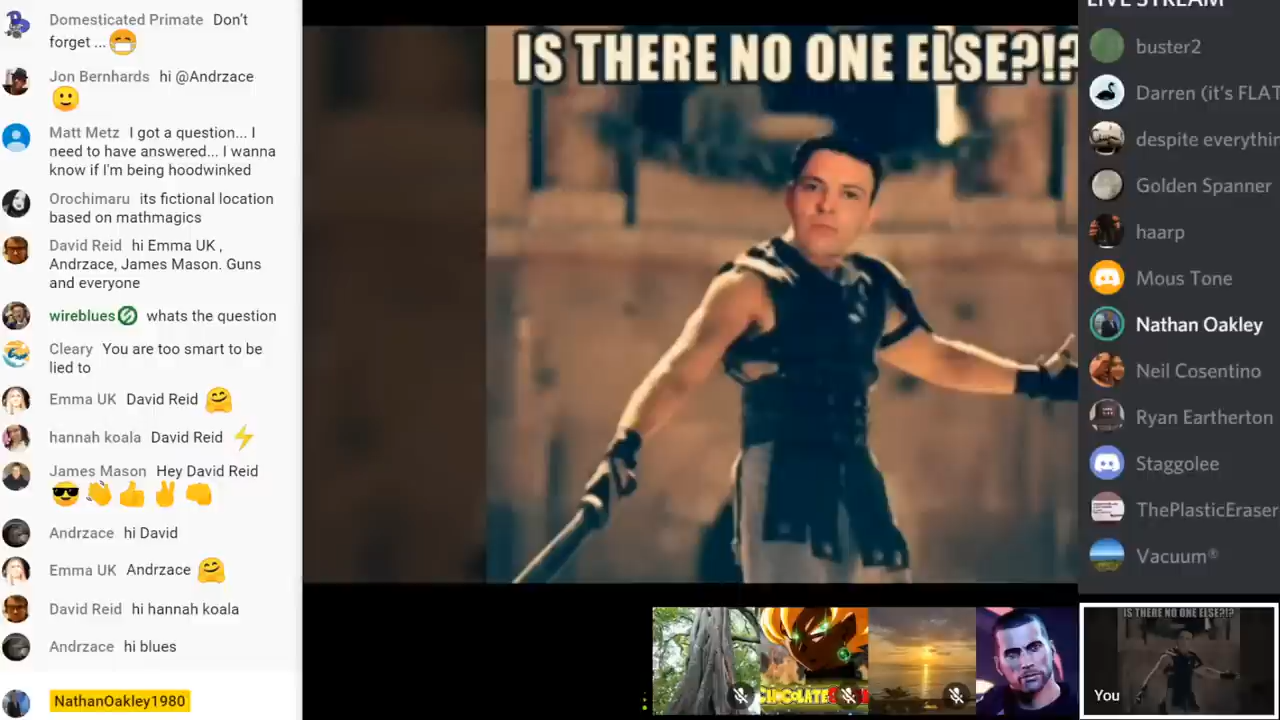 Domesticated Primate Don't
forget ...
Jon Bernhards hi @Andrzace
Matt Metz I got a question... I
need to have answered... I wanna
know if I'm being hoodwinked
Orochimaru its fictional location
based on mathmagics
David Reid hi Emma UK ,
Andrzace, James Mason. Guns
and everyone
wireblues whats the question
Cleary You are too smart to be
lied to
Emma UK David Reid
hannah koala David Reid
James Mason Hey David Reid
Andrzace hi David
Emma UK Andrzace
David Reid hi hannah koala
Andrzace hi blues
NathanOakley1980
IS THERE NO ONE ELSE?!?
LIVE STREAM
buster2
Darren (it's FLAT
despite everythin
Golden Spanner
haarp
Mous Tone
Nathan Oakley
Neil Cosentino
Ryan Eartherton
Staggolee
ThePlasticEraser
Vacuum®
IS THERE NO ONE ELSE?!?
You